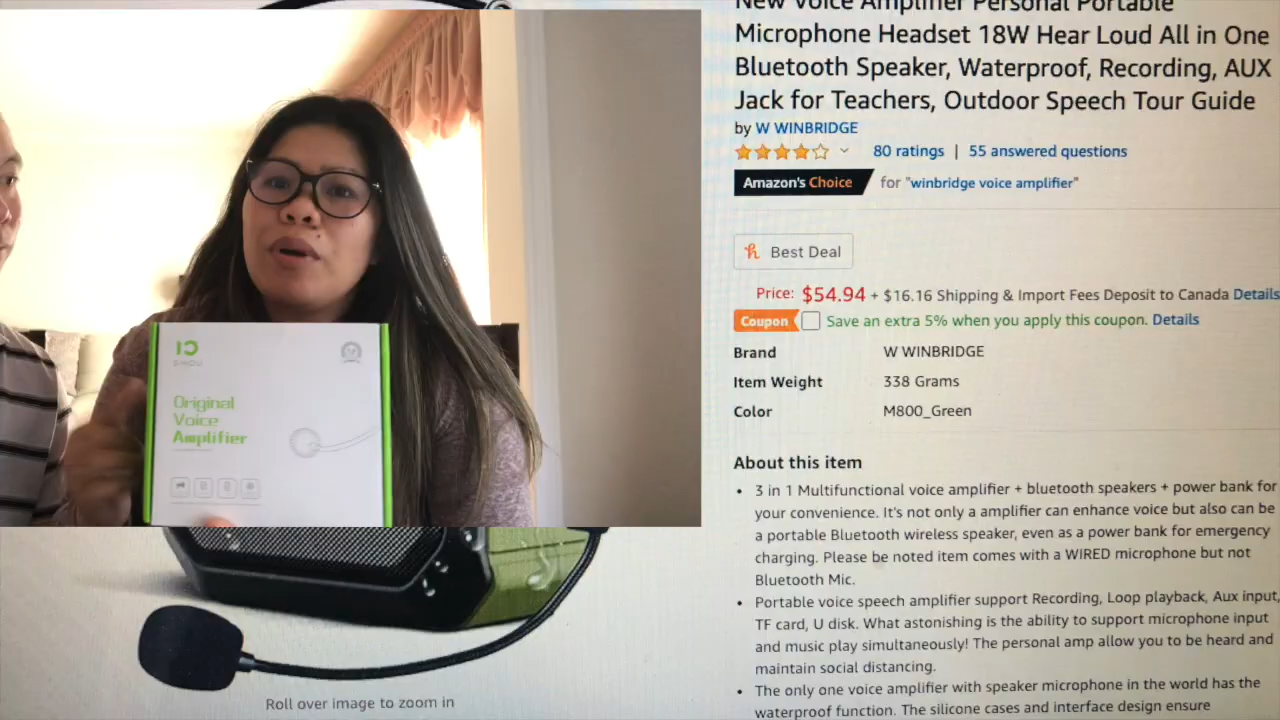 New Voice Amplifier Personal Portable
Microphone Headset 18W Hear Loud All in One
Bluetooth Speaker, Waterproof, Recording, AUX
Jack for Teachers, Outdoor Speech Tour Guide
by W WINBRIDGE
80 ratings | 55 answered questions
Amazon's Choice for "winbridge voice amplifier"
Best Deal
Price: $54.94 + $16.16 Shipping & Import Fees Deposit to Canada Details
Coupon Save an extra 5% when you apply this coupon. Details
Brand W WINBRIDGE
Item Weight 338 Grams
Color M800_Green
About this item
• 3 in 1 Multifunctional voice amplifier + bluetooth speakers + power bank for
your convenience. It's not only a amplifier can enhance voice but also can be
a portable Bluetooth wireless speaker, even as a power bank for emergency
charging. Please be noted item comes with a WIRED microphone but not
Bluetooth Mic.
• Portable voice speech amplifier support Recording, Loop playback, Aux input,
TF card, U disk. What astonishing is the ability to support microphone input
and music play simultaneously! The personal amp allow you to be heard and
maintain social distancing.
• The only one voice amplifier with speaker microphone in the world has the
waterproof function. The silicone cases and interface design ensure
Original
Voice
Amplifier
Roll over image to zoom in